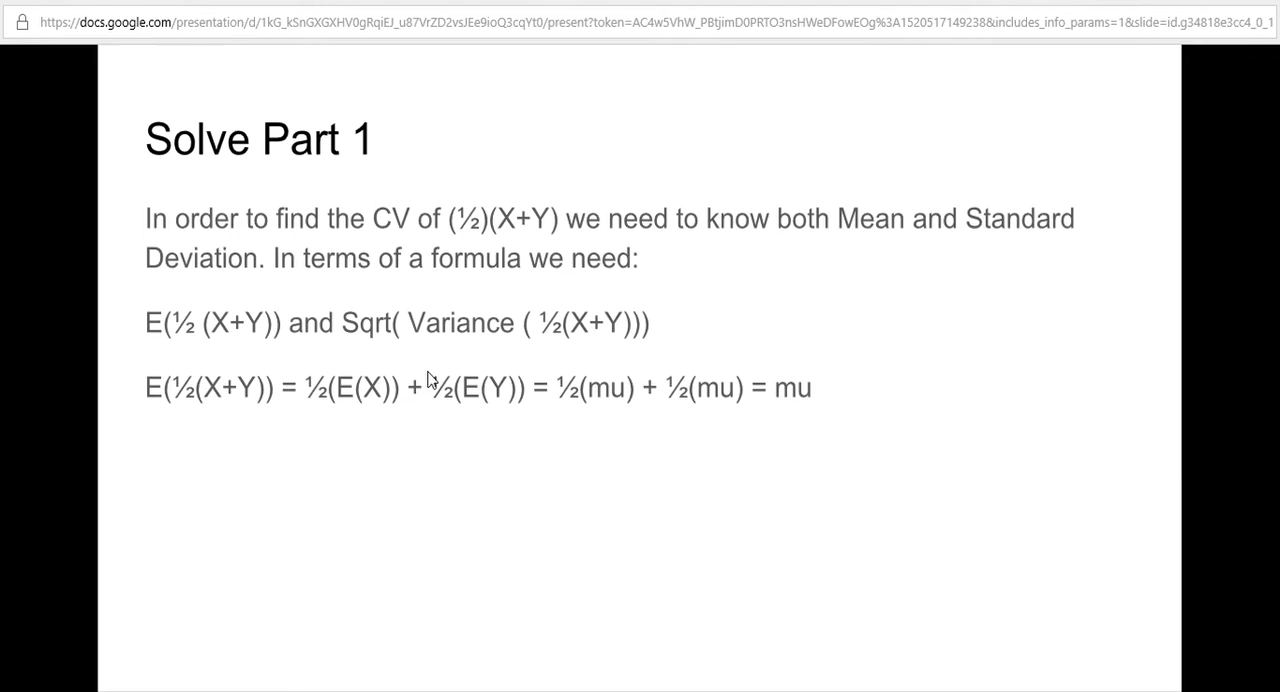 https://docs.google.com/presentation/d/1kG_kSnGXGXHV0gRqiEJ_u87VrZD2vsJEe9ioQ3cqYt0/present?token=AC4w5VhW_PBtjimD0PRTO3nsHWeDFowEOg%3A1520517149238&includes_info_params=1&slide=id.g34818e3cc4_0_1
Solve Part 1
In order to find the CV of (½)(X+Y) we need to know both Mean and Standard
Deviation. In terms of a formula we need:
E(½ (X+Y)) and Sqrt( Variance ( ½(X+Y)))
E(½(X+Y)) = ½(E(X)) + ½(E(Y)) = ½(mu) + ½(mu) = mu